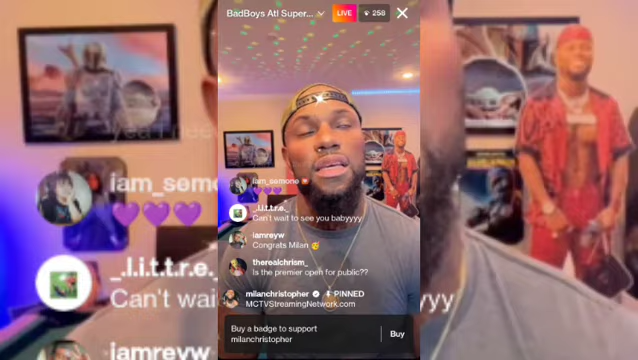 BadBoys Atl Super...
LIVE
258
iam_semone
💜💜💜
_.l.i.t.t.r.e._
Can't wait to see you babyyyy
iamreyw
Congrats Milan 🥳
therealchrism_
Is the premier open for public??
milanchristopher
PINNED
MCTVStreamingNetwork.com
Buy a badge to support
milanchristopher
Buy
iam_semo
_.l.i.t.t.r.e._
Can't wai
yyy
iamreyw